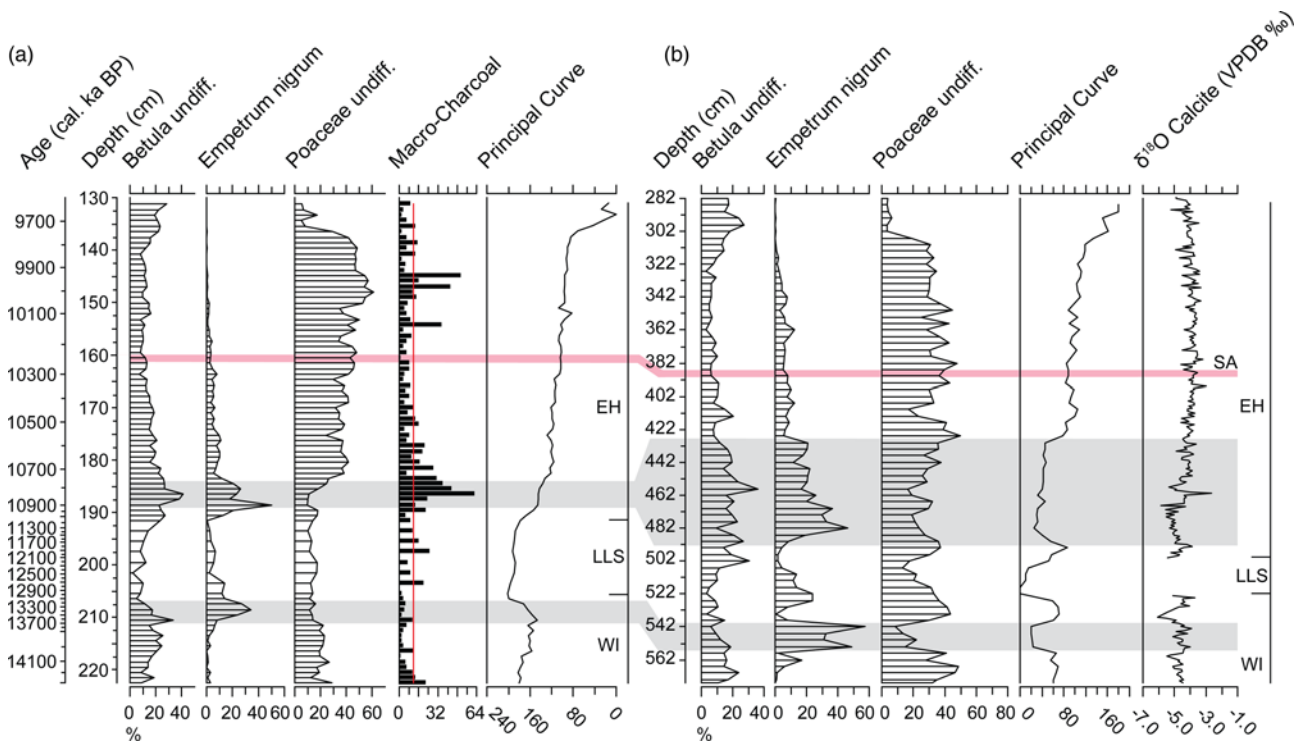 (a)
Age (cal. ka BP)
Depth (cm)
Betula undiff.
Empetrum nigrum
Poaceae undiff.
Macro-Charcoal
Principal Curve
(b)
Depth (cm)
Betula undiff.
Empetrum nigrum
Poaceae undiff.
Principal Curve
δ¹⁸O Calcite (VPDB ‰)
9700
9900
10100
10300
10500
10700
10900
11300
11700
12100
12500
12900
13300
13700
14100
130
140
150
160
170
180
190
200
210
220
EH
LLS
WI
282
302
322
342
362
382
402
422
442
462
482
502
522
542
562
SA
EH
LLS
WI
0 20 40
0 20 40 60
0 20 40 60
0 32 64
240 160 80 0
%
0 20 40
0 20 40 60
0 20 40 60 80
0 80 160
-7.0 -5.0 -3.0 -1.0
%